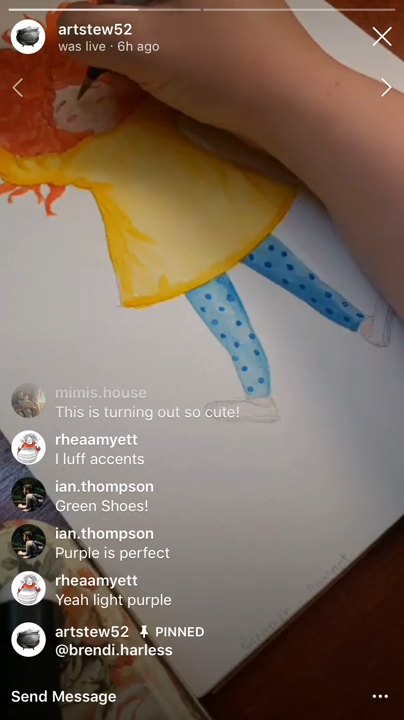 artstew52
was live · 6h ago
mimis.house
This is turning out so cute!
rheaamyett
I luff accents
ian.thompson
Green Shoes!
ian.thompson
Purple is perfect
rheaamyett
Yeah light purple
artstew52 PINNED
@brendi.harless
Send Message